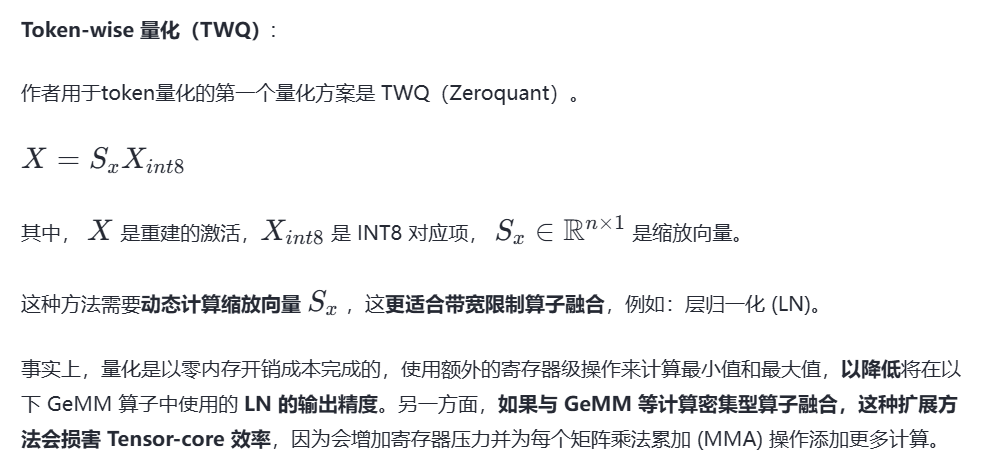 Token-wise 量化（TWQ）:
作者用于token量化的第一个量化方案是 TWQ（Zeroquant）。
X = S_x X_{int8}
其中， X 是重建的激活，X_{int8} 是 INT8 对应项， S_x ∈ ℝ^{n×1} 是缩放向量。
这种方法需要动态计算缩放向量 S_x ，这更适合带宽限制算子融合，例如：层归一化 (LN)。
事实上，量化是以零内存开销成本完成的，使用额外的寄存器级操作来计算最小值和最大值，以降低将在以
下 GeMM 算子中使用的 LN 的输出精度。另一方面，如果与 GeMM 等计算密集型算子融合，这种扩展方
法会损害 Tensor-core 效率，因为会增加寄存器压力并为每个矩阵乘法累加 (MMA) 操作添加更多计算。